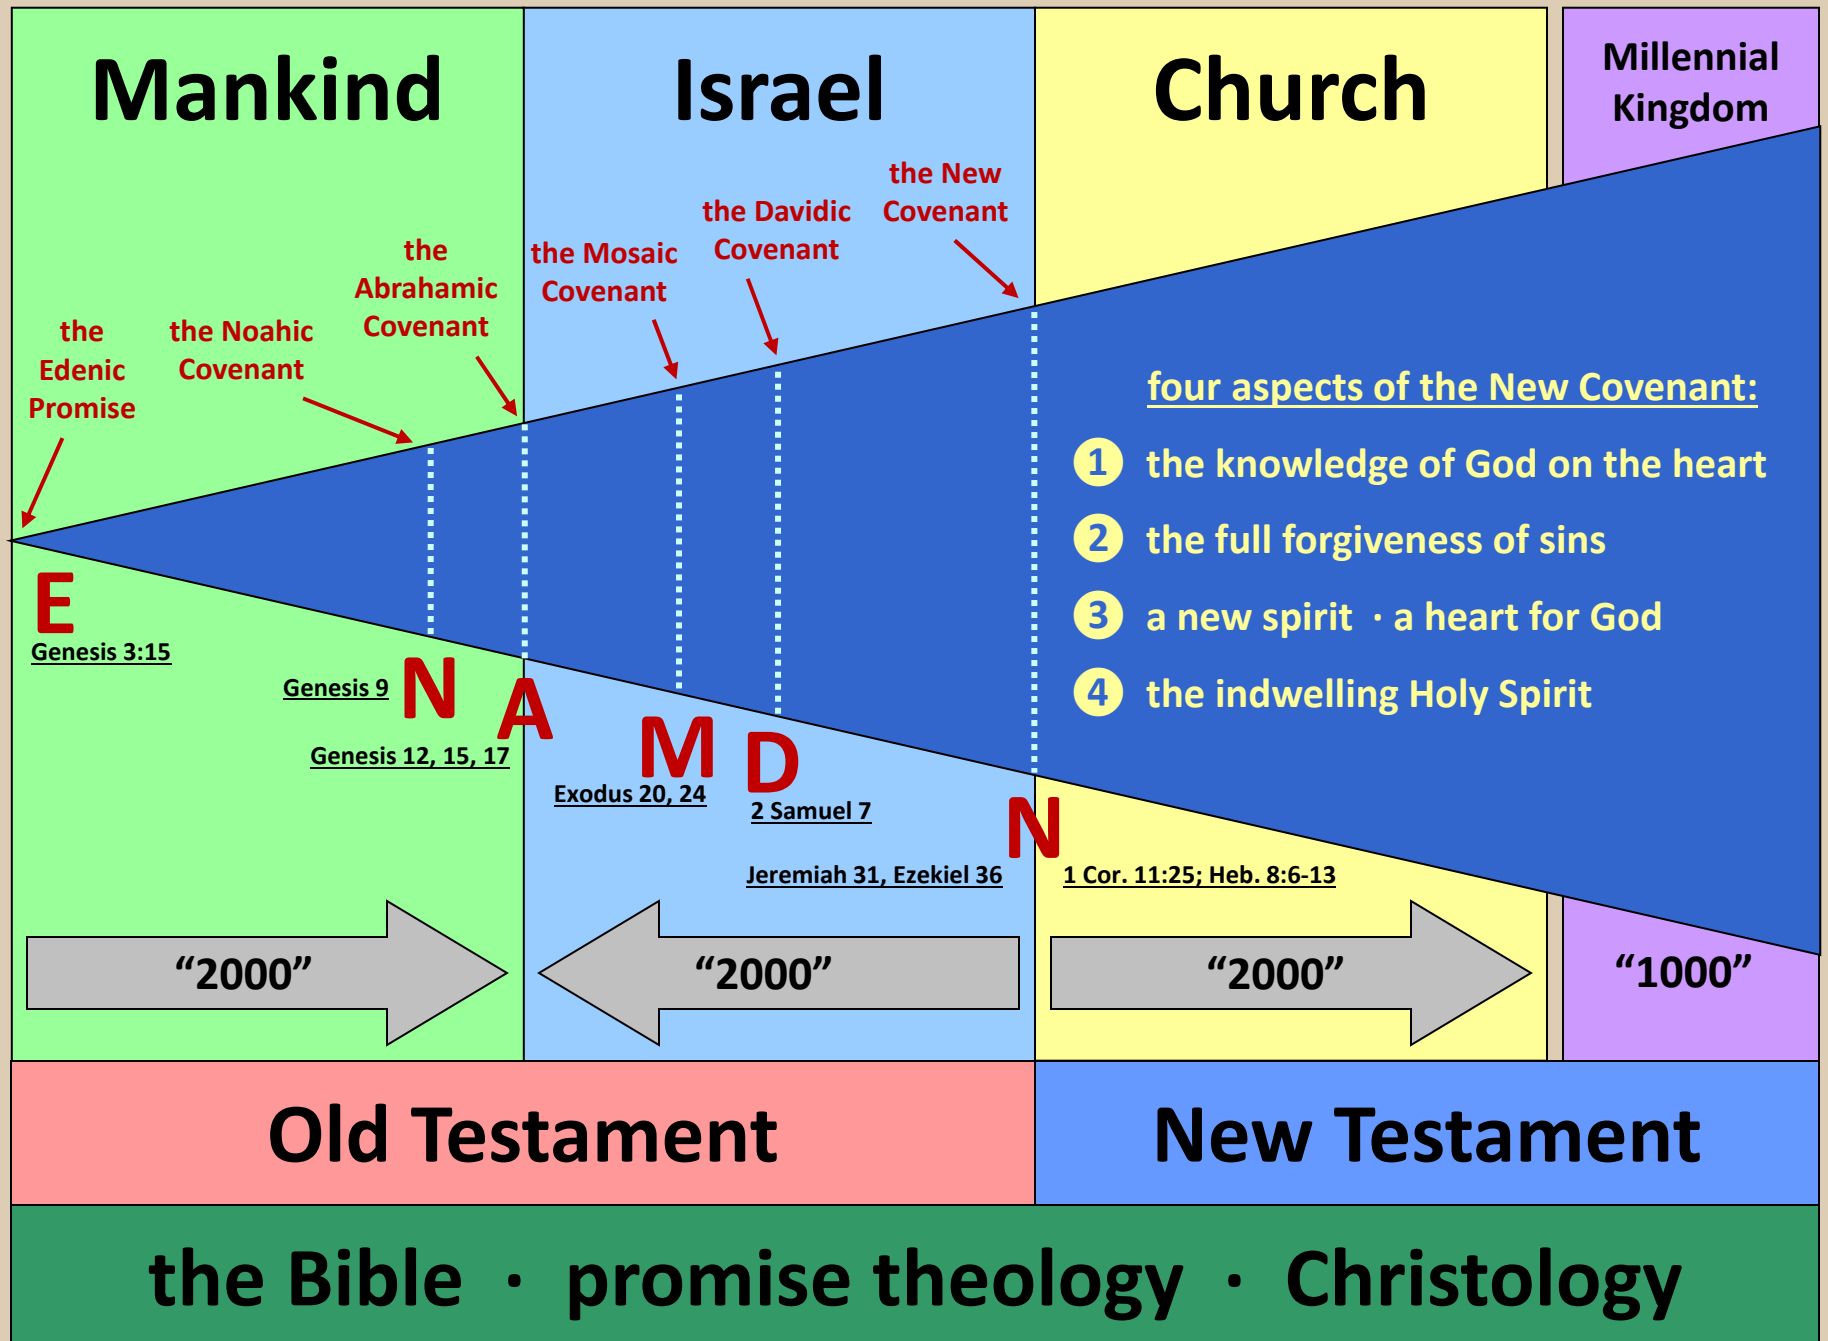 Mankind
Israel
Church
Millennial
Kingdom
the
Edenic
Promise
the Noahic
Covenant
the
Abrahamic
Covenant
the Mosaic
Covenant
the Davidic
Covenant
the New
Covenant
four aspects of the New Covenant:
1 the knowledge of God on the heart
2 the full forgiveness of sins
3 a new spirit · a heart for God
4 the indwelling Holy Spirit
E
Genesis 3:15
Genesis 9
N
A
Genesis 12, 15, 17
M
Exodus 20, 24
D
2 Samuel 7
N
Jeremiah 31, Ezekiel 36
1 Cor. 11:25; Heb. 8:6-13
“2000”
“2000”
“2000”
“1000”
Old Testament
New Testament
the Bible · promise theology · Christology